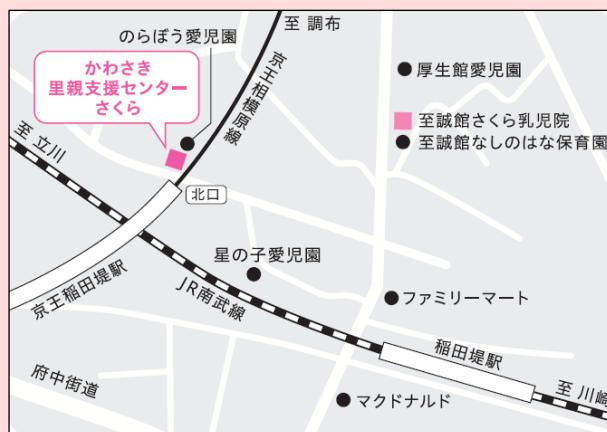 のらぼう愛児園
至 調布
かわさき
里親支援センター
さくら
京王相模原線
厚生館愛児園
至誠館さくら乳児院
至誠館なしのはな保育園
至 立川
北口
星の子愛児園
京王稲田堤駅
JR南武線
ファミリーマート
稲田堤駅
府中街道
マクドナルド
至 川崎